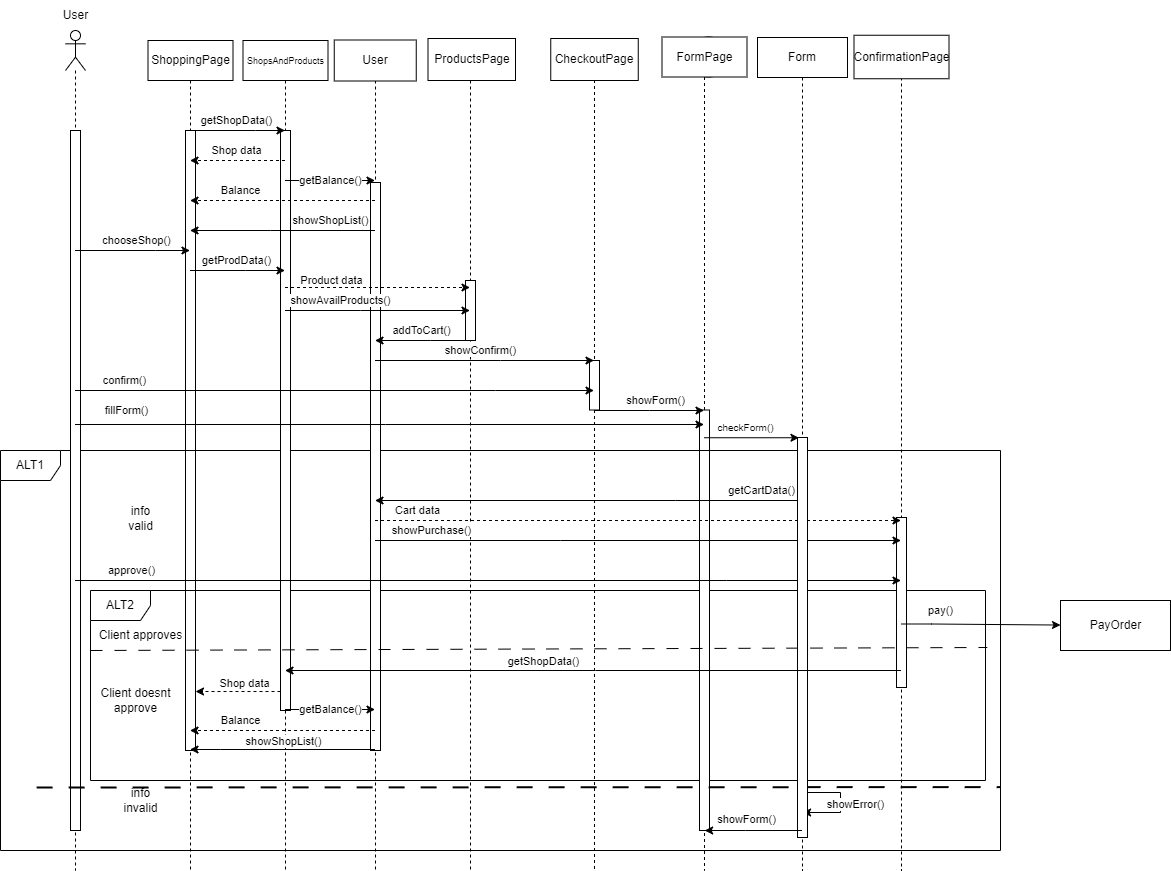 User
ShoppingPage
ShopsAndProducts
User
ProductsPage
CheckoutPage
FormPage
Form
ConfirmationPage
getShopData()
Shop data
getBalance()
Balance
showShopList()
chooseShop()
getProdData()
Product data
showAvailProducts()
addToCart()
showConfirm()
confirm()
showForm()
fillForm()
checkForm()
ALT1
getCartData()
info
valid
Cart data
showPurchase()
approve()
ALT2
pay()
PayOrder
Client approves
getShopData()
Shop data
Client doesnt
approve
getBalance()
Balance
showShopList()
info
invalid
showError()
showForm()